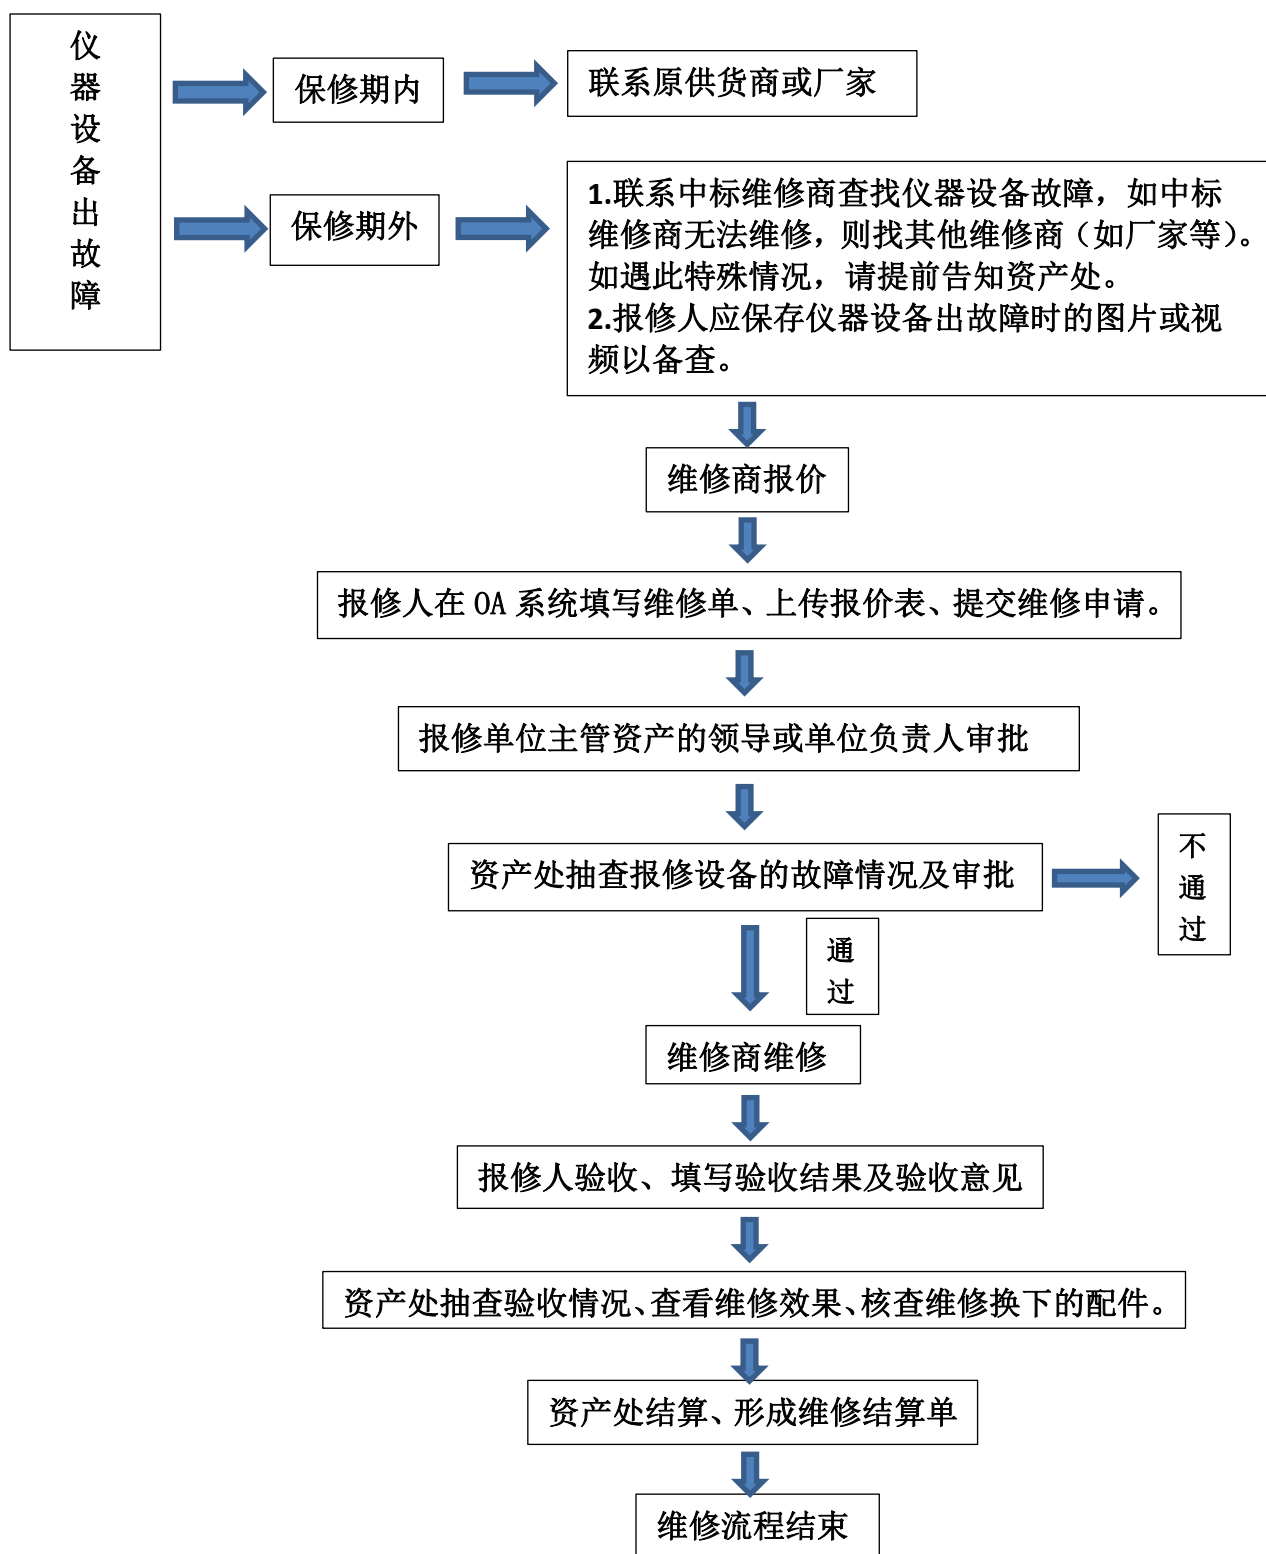 仪器设备出故障
保修期内
联系原供货商或厂家
保修期外
1.联系中标维修商查找仪器设备故障，如中标
维修商无法维修，则找其他维修商（如厂家等）。
如遇此特殊情况，请提前告知资产处。
2.报修人应保存仪器设备出故障时的图片或视
频以备查。
维修商报价
报修人在 OA 系统填写维修单、上传报价表、提交维修申请。
报修单位主管资产的领导或单位负责人审批
资产处抽查报修设备的故障情况及审批
不通过
通过
维修商维修
报修人验收、填写验收结果及验收意见
资产处抽查验收情况、查看维修效果、核查维修换下的配件。
资产处结算、形成维修结算单
维修流程结束